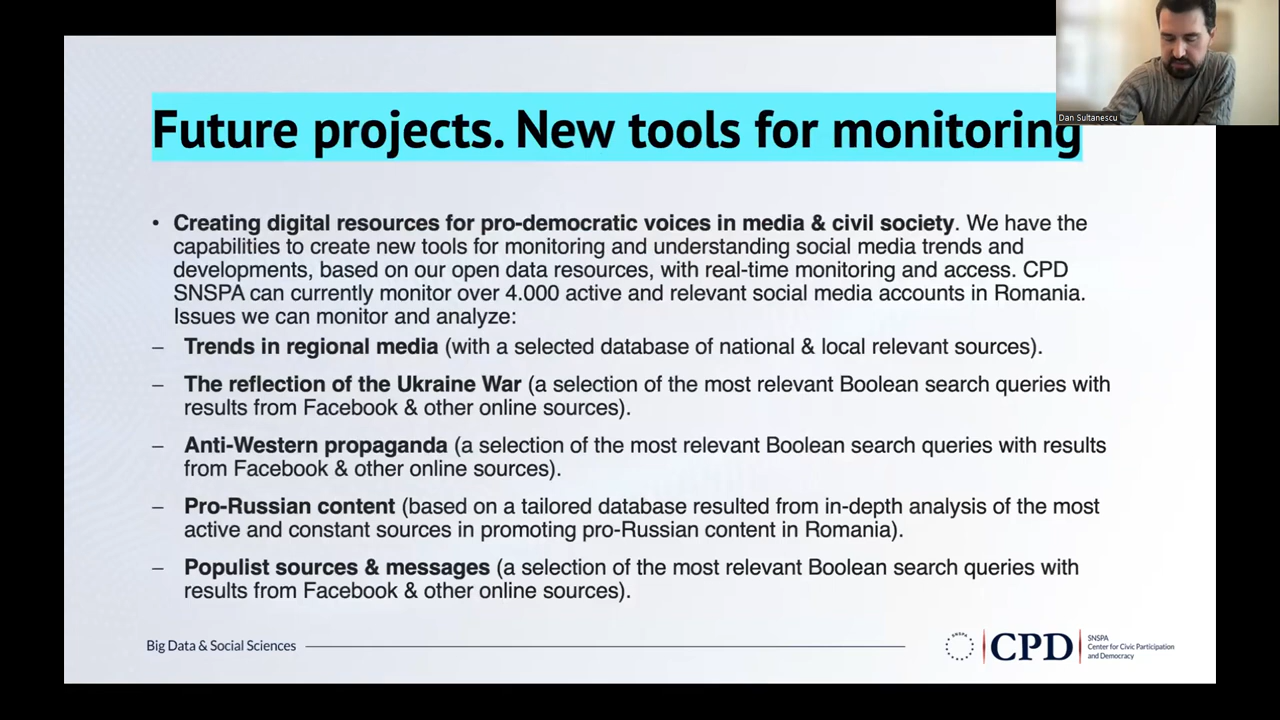 Future projects. New tools for monitoring
Dan Sultanescu
• Creating digital resources for pro-democratic voices in media & civil society. We have the
capabilities to create new tools for monitoring and understanding social media trends and
developments, based on our open data resources, with real-time monitoring and access. CPD
SNSPA can currently monitor over 4.000 active and relevant social media accounts in Romania.
Issues we can monitor and analyze:
– Trends in regional media (with a selected database of national & local relevant sources).
– The reflection of the Ukraine War (a selection of the most relevant Boolean search queries with
results from Facebook & other online sources).
– Anti-Western propaganda (a selection of the most relevant Boolean search queries with results
from Facebook & other online sources).
– Pro-Russian content (based on a tailored database resulted from in-depth analysis of the most
active and constant sources in promoting pro-Russian content in Romania).
– Populist sources & messages (a selection of the most relevant Boolean search queries with
results from Facebook & other online sources).
Big Data & Social Sciences
SNSPA
CPD
SNSPA
Center for Civic Participation
and Democracy